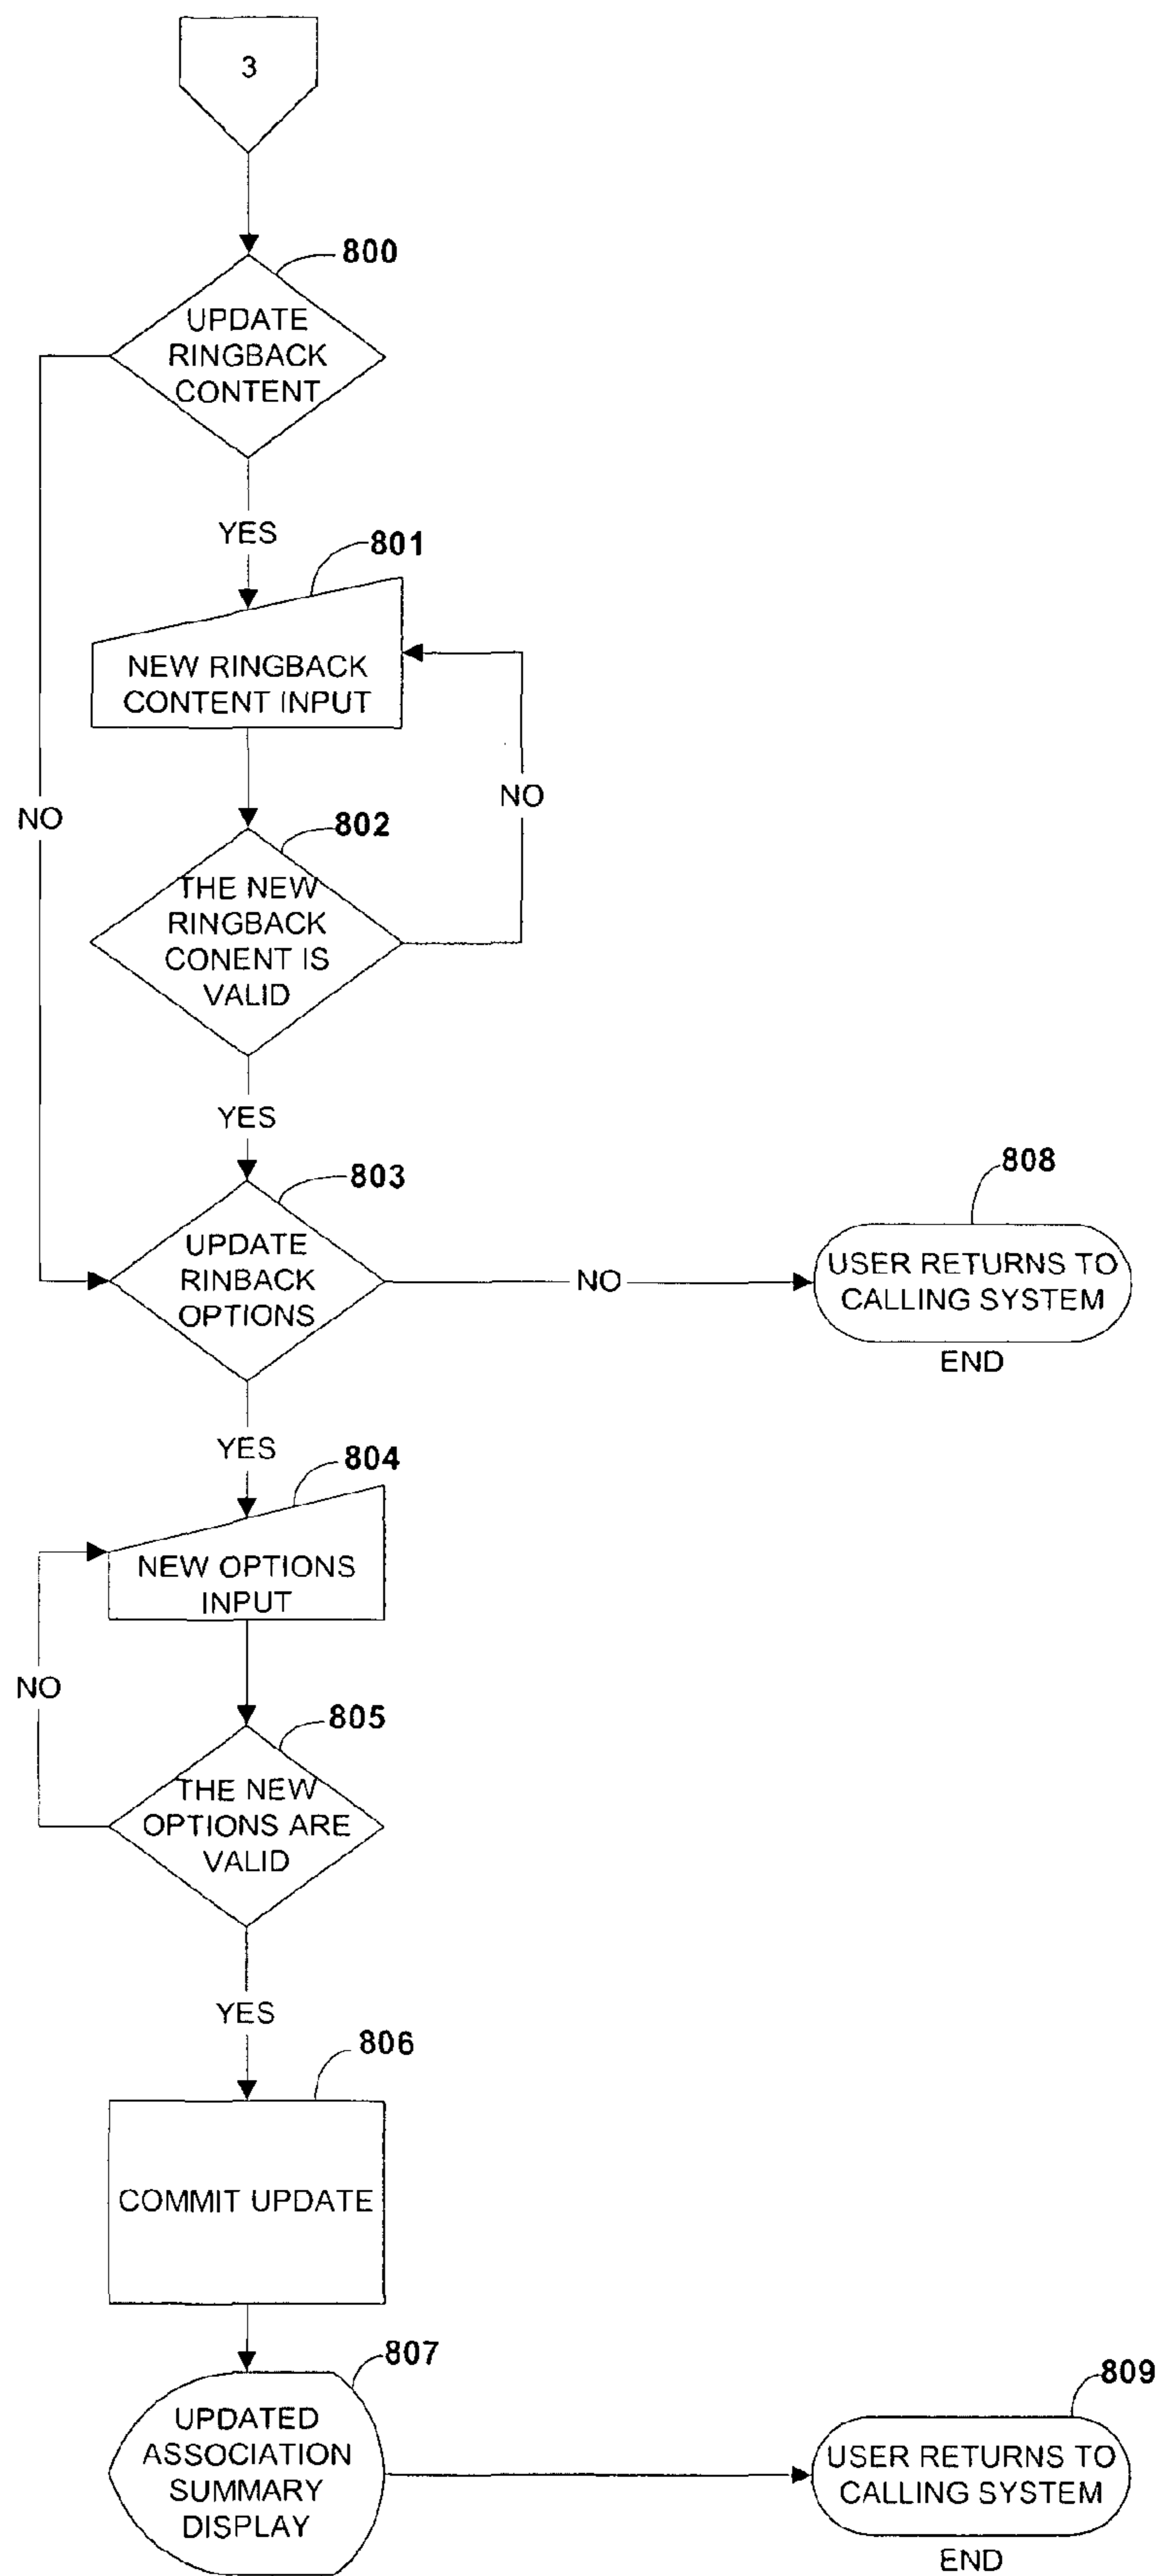 3
800
UPDATE
RINGBACK
CONTENT
YES
801
NEW RINGBACK
CONTENT INPUT
NO
NO
802
THE NEW
RINGBACK
CONENT IS
VALID
YES
803
UPDATE
RINBACK
OPTIONS
NO
808
USER RETURNS TO
CALLING SYSTEM
END
YES
804
NEW OPTIONS
INPUT
NO
805
THE NEW
OPTIONS ARE
VALID
YES
806
COMMIT UPDATE
807
UPDATED
ASSOCIATION
SUMMARY
DISPLAY
809
USER RETURNS TO
CALLING SYSTEM
END